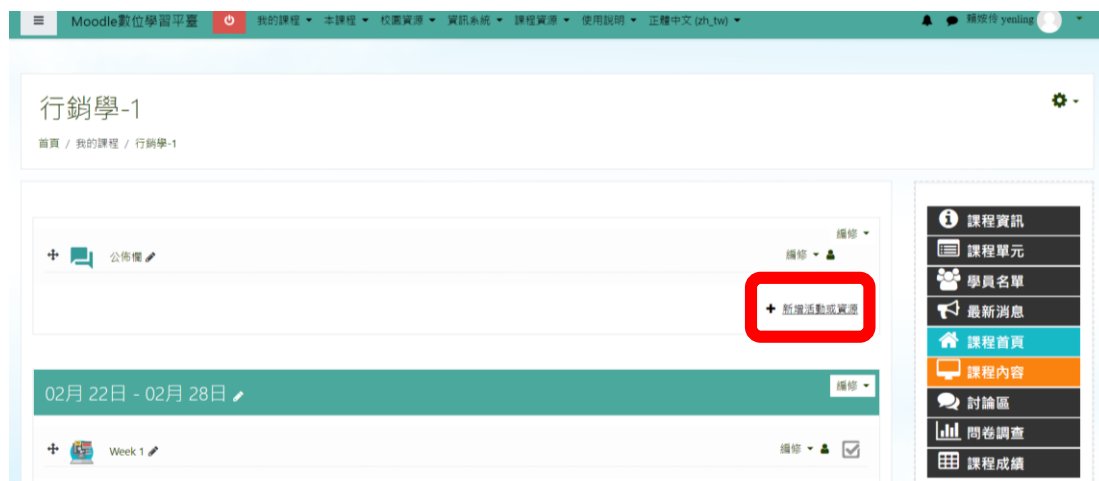 Moodle數位學習平臺 我的課程 本課程 校園資源 資訊系統 課程資源 使用說明 正體中文 (zh_tw) 賴姲伶 yenling
行銷學-1
首頁 / 我的課程 / 行銷學-1
編修
公佈欄 編修
+ 新增活動或資源
02月 22日 - 02月 28日 編修
Week 1 編修
課程資訊
課程單元
學員名單
最新消息
課程首頁
課程內容
討論區
問卷調查
課程成績